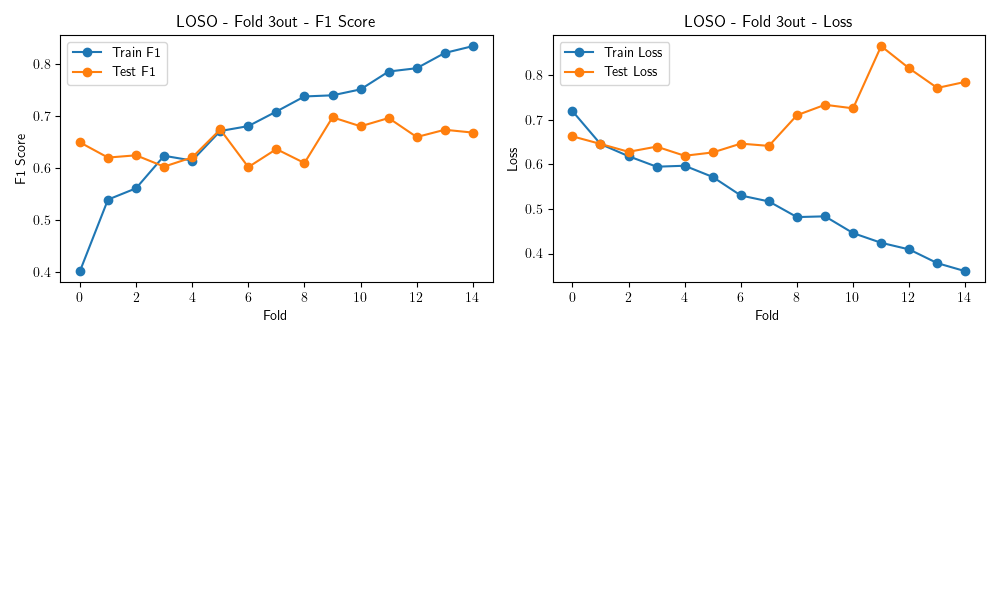 LOSO - Fold 3out - F1 Score
Train F1
Test F1
F1 Score
0.8
0.7
0.6
0.5
0.4
0 2 4 6 8 10 12 14
Fold
LOSO - Fold 3out - Loss
Train Loss
Test Loss
Loss
0.8
0.7
0.6
0.5
0.4
0 2 4 6 8 10 12 14
Fold